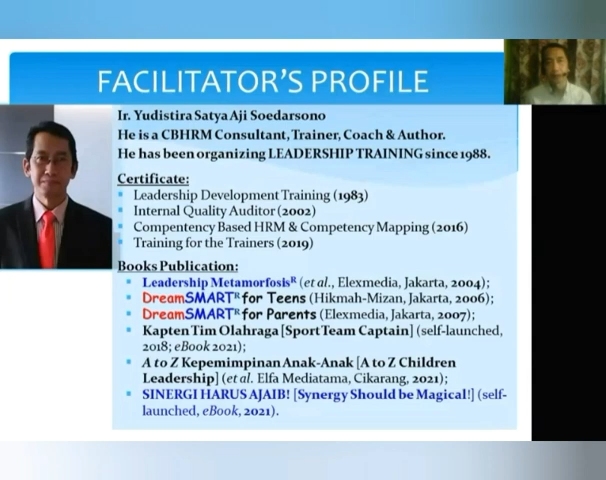 FACILITATOR'S PROFILE
Ir. Yudistira Satya Aji Soedarsono
He is a CBHRM Consultant, Trainer, Coach & Author.
He has been organizing LEADERSHIP TRAINING since 1988.
Certificate:
Leadership Development Training (1983)
Internal Quality Auditor (2002)
Compentency Based HRM & Competency Mapping (2016)
Training for the Trainers (2019)
Books Publication:
Leadership Metamorfosis® (et al., Elexmedia, Jakarta, 2004);
DreamSMART® for Teens (Hikmah-Mizan, Jakarta, 2006);
DreamSMART® for Parents (Elexmedia, Jakarta, 2007);
Kapten Tim Olahraga [Sport Team Captain] (self-launched,
2018; eBook 2021);
A to Z Kepemimpinan Anak-Anak [A to Z Children
Leadership] (et al. Elfa Mediatama, Cikarang, 2021);
SINERGI HARUS AJAIB! [Synergy Should be Magical!] (self-
launched, eBook, 2021).